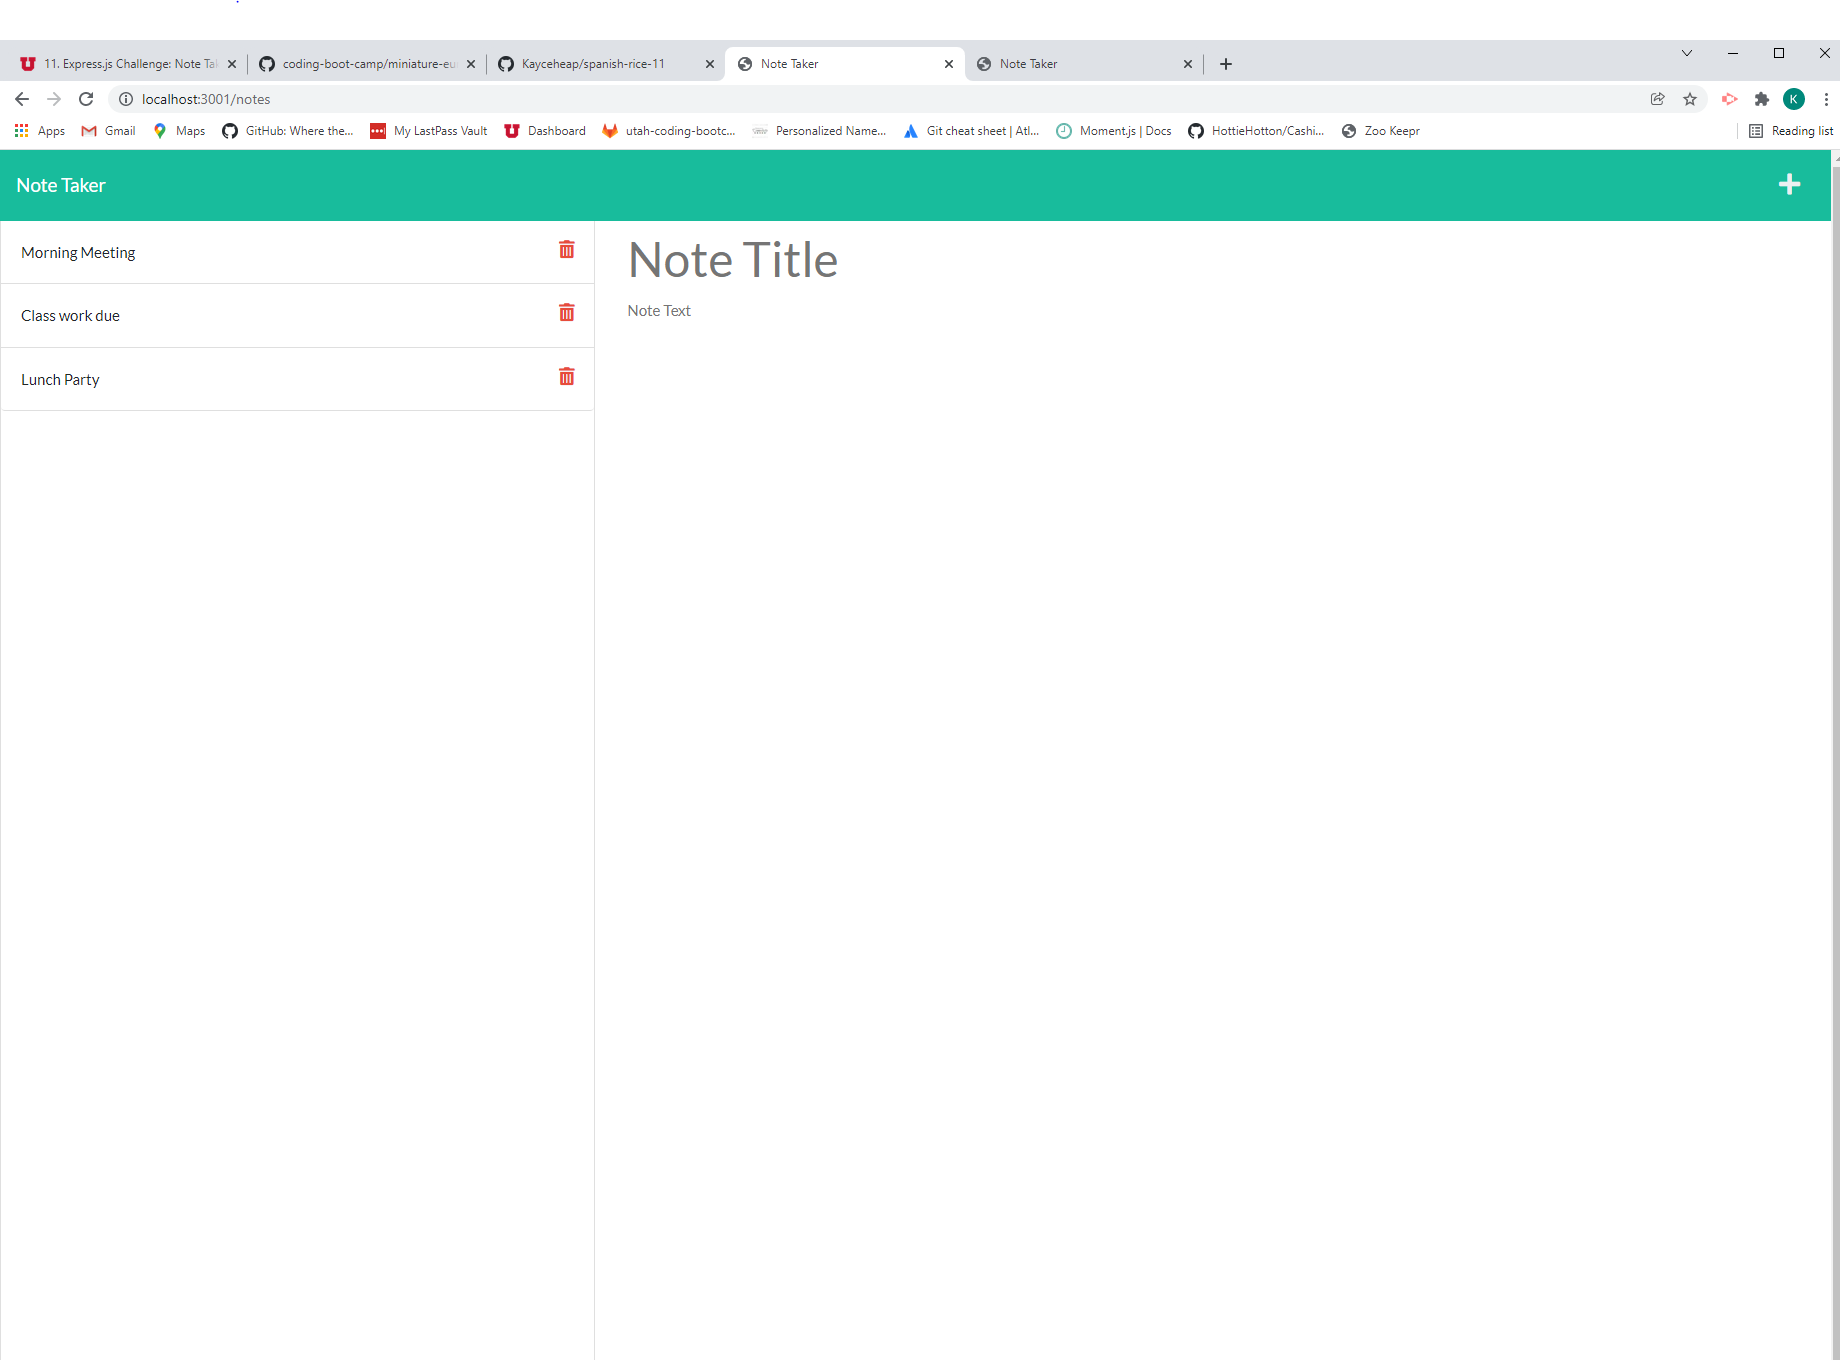 11. Express.js Challenge: Note Tak
coding-boot-camp/miniature-eu
Kayceheap/spanish-rice-11
Note Taker
Note Taker
localhost:3001/notes
K
Apps
Gmail
Maps
GitHub: Where the...
My LastPass Vault
Dashboard
utah-coding-bootc...
Personalized Name...
Git cheat sheet | Atl...
Moment.js | Docs
HottieHotton/Cashi...
Zoo Keepr
Reading list
Note Taker
Morning Meeting
Class work due
Lunch Party
Note Title
Note Text